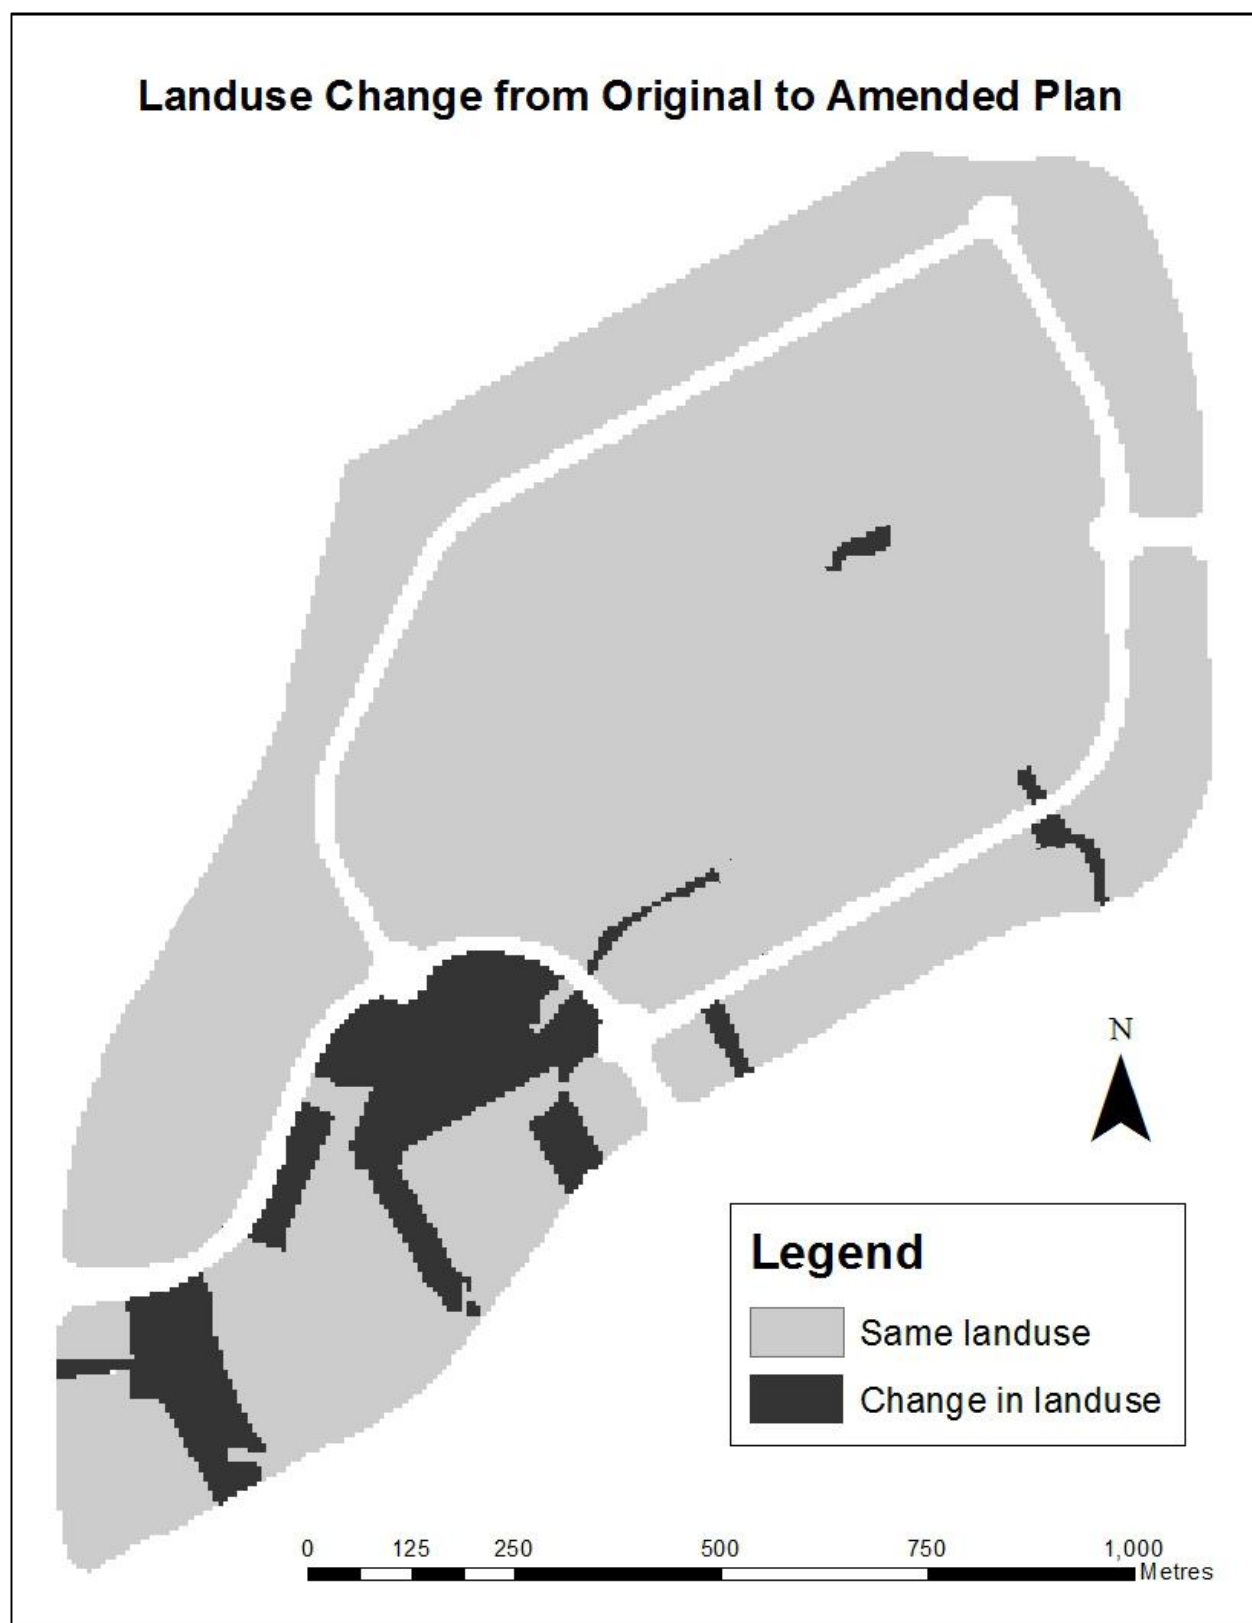 Landuse Change from Original to Amended Plan
N
Legend
Same landuse
Change in landuse
0 125 250 500 750 1,000
Metres